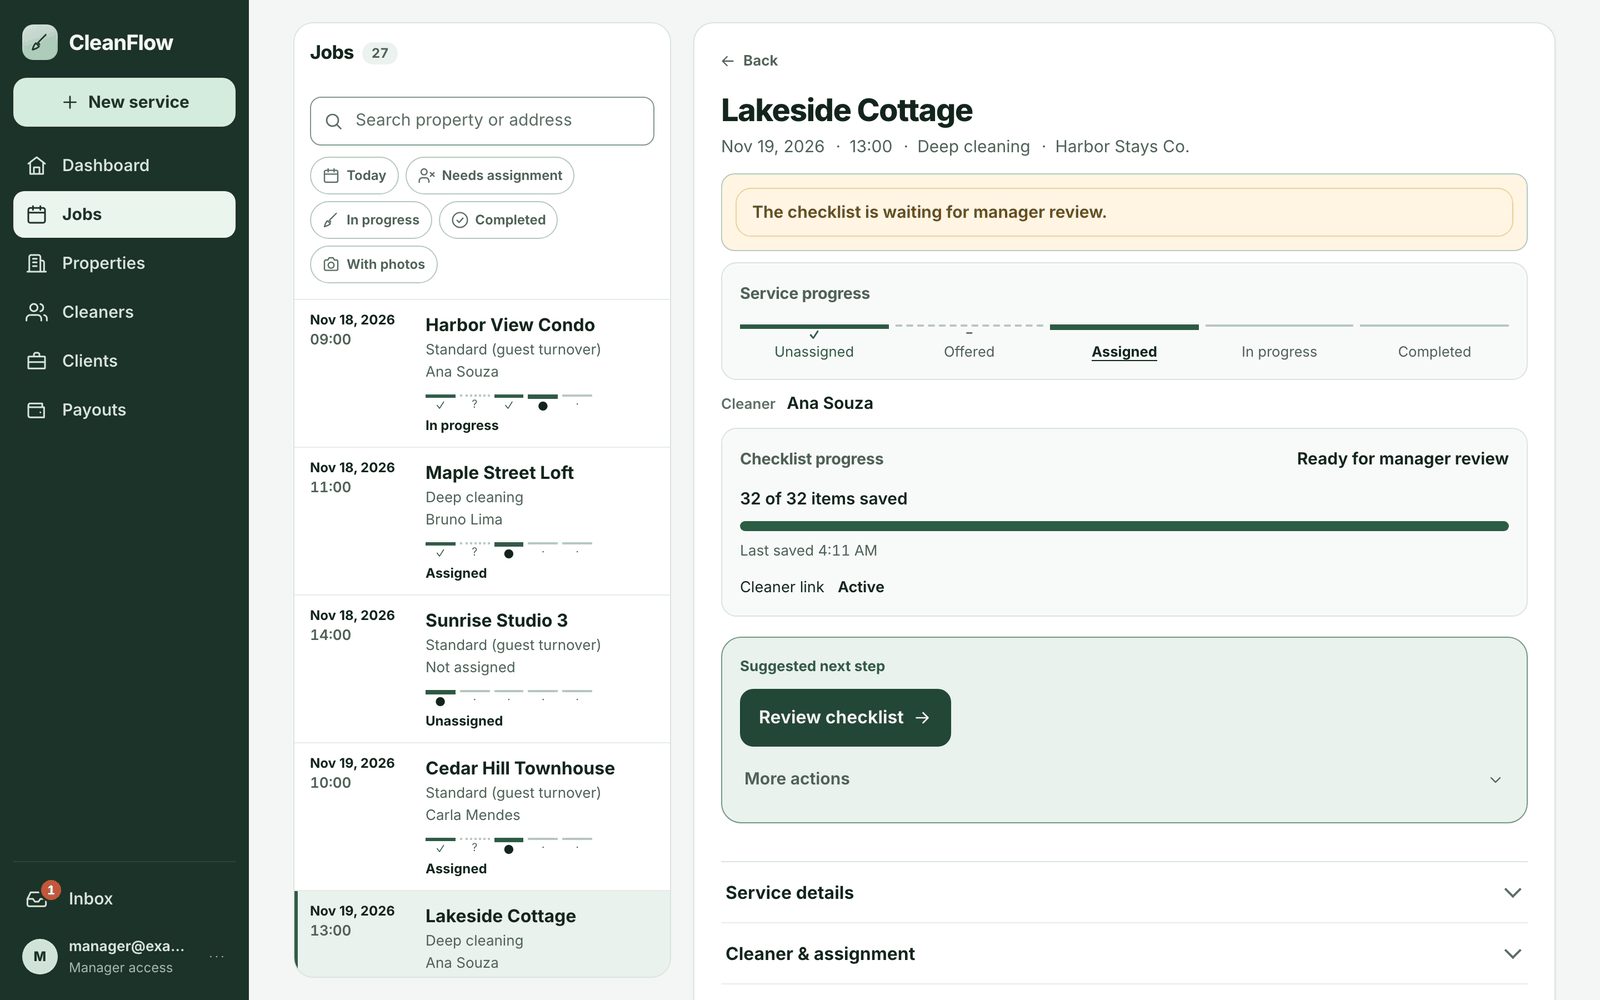 CleanFlow
New service
Dashboard
Jobs
Properties
Cleaners
Clients
Payouts
1
Inbox
M
manager@exa...
Manager access
...
Jobs 27
Search property or address
Today
Needs assignment
In progress
Completed
With photos
Nov 18, 2026
09:00
Harbor View Condo
Standard (guest turnover)
Ana Souza
?
In progress
Nov 18, 2026
11:00
Maple Street Loft
Deep cleaning
Bruno Lima
?
Assigned
Nov 18, 2026
14:00
Sunrise Studio 3
Standard (guest turnover)
Not assigned
Unassigned
Nov 19, 2026
10:00
Cedar Hill Townhouse
Standard (guest turnover)
Carla Mendes
?
Assigned
Nov 19, 2026
13:00
Lakeside Cottage
Deep cleaning
Ana Souza
← Back
Lakeside Cottage
Nov 19, 2026 · 13:00 · Deep cleaning · Harbor Stays Co.
The checklist is waiting for manager review.
Service progress
✓ –
Unassigned Offered Assigned In progress Completed
Cleaner Ana Souza
Checklist progress Ready for manager review
32 of 32 items saved
Last saved 4:11 AM
Cleaner link Active
Suggested next step
Review checklist →
More actions
Service details
Cleaner & assignment